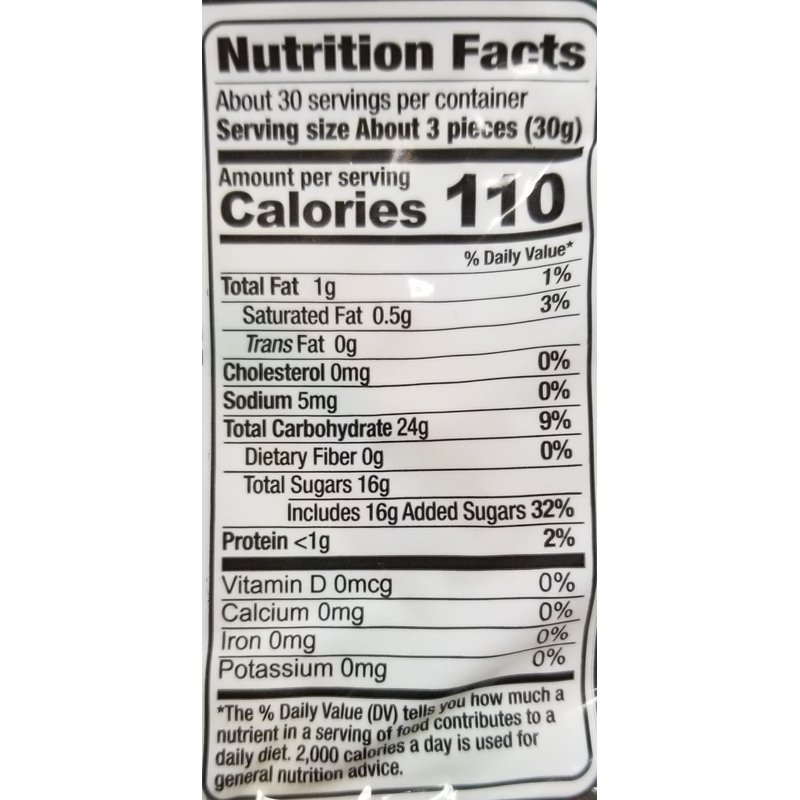 Nutrition Facts
About 30 servings per container
Serving size About 3 pieces (30g)
Amount per serving
Calories 110
% Daily Value*
Total Fat 1g 1%
Saturated Fat 0.5g 3%
Trans Fat 0g
Cholesterol 0mg 0%
Sodium 5mg 0%
Total Carbohydrate 24g 9%
Dietary Fiber 0g 0%
Total Sugars 16g
Includes 16g Added Sugars 32%
Protein <1g 2%
Vitamin D 0mcg 0%
Calcium 0mg 0%
Iron 0mg 0%
Potassium 0mg 0%
*The % Daily Value (DV) tells you how much a
nutrient in a serving of food contributes to a
daily diet. 2,000 calories a day is used for
general nutrition advice.